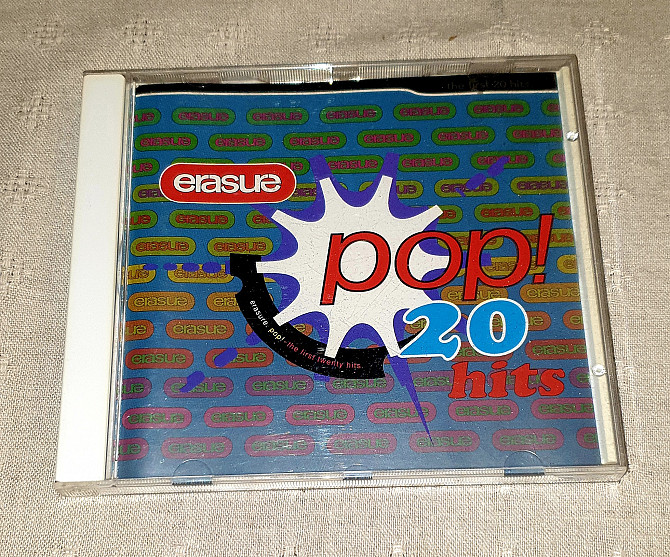 erasure
pop!
20
hits
erasure pop! the first twenty hits.